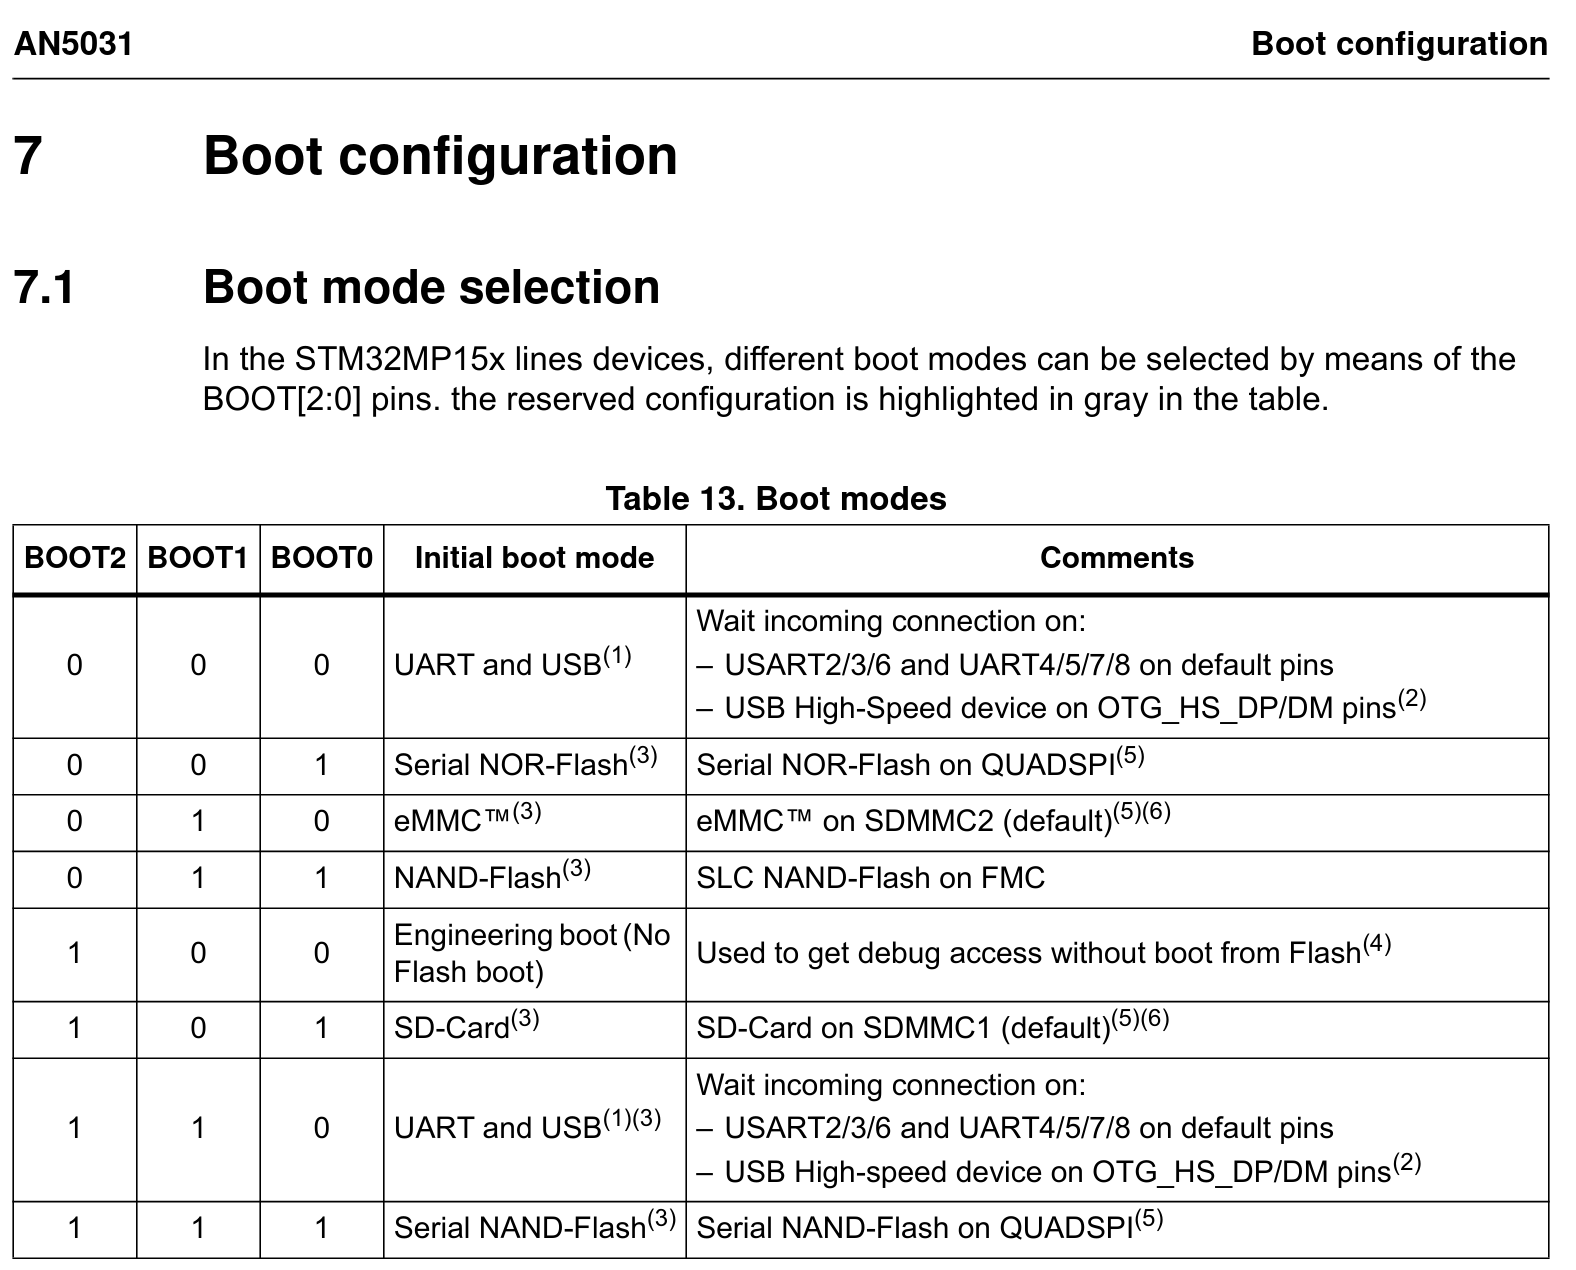 AN5031 Boot configuration
7 Boot configuration
7.1 Boot mode selection
In the STM32MP15x lines devices, different boot modes can be selected by means of the
BOOT[2:0] pins. the reserved configuration is highlighted in gray in the table.
Table 13. Boot modes
BOOT2 BOOT1 BOOT0 Initial boot mode Comments
0 0 0 UART and USB(1) Wait incoming connection on:
– USART2/3/6 and UART4/5/7/8 on default pins
– USB High-Speed device on OTG_HS_DP/DM pins(2)
0 0 1 Serial NOR-Flash(3) Serial NOR-Flash on QUADSPI(5)
0 1 0 eMMC™(3) eMMC™ on SDMMC2 (default)(5)(6)
0 1 1 NAND-Flash(3) SLC NAND-Flash on FMC
1 0 0 Engineering boot (No
Flash boot) Used to get debug access without boot from Flash(4)
1 0 1 SD-Card(3) SD-Card on SDMMC1 (default)(5)(6)
1 1 0 UART and USB(1)(3) Wait incoming connection on:
– USART2/3/6 and UART4/5/7/8 on default pins
– USB High-speed device on OTG_HS_DP/DM pins(2)
1 1 1 Serial NAND-Flash(3) Serial NAND-Flash on QUADSPI(5)